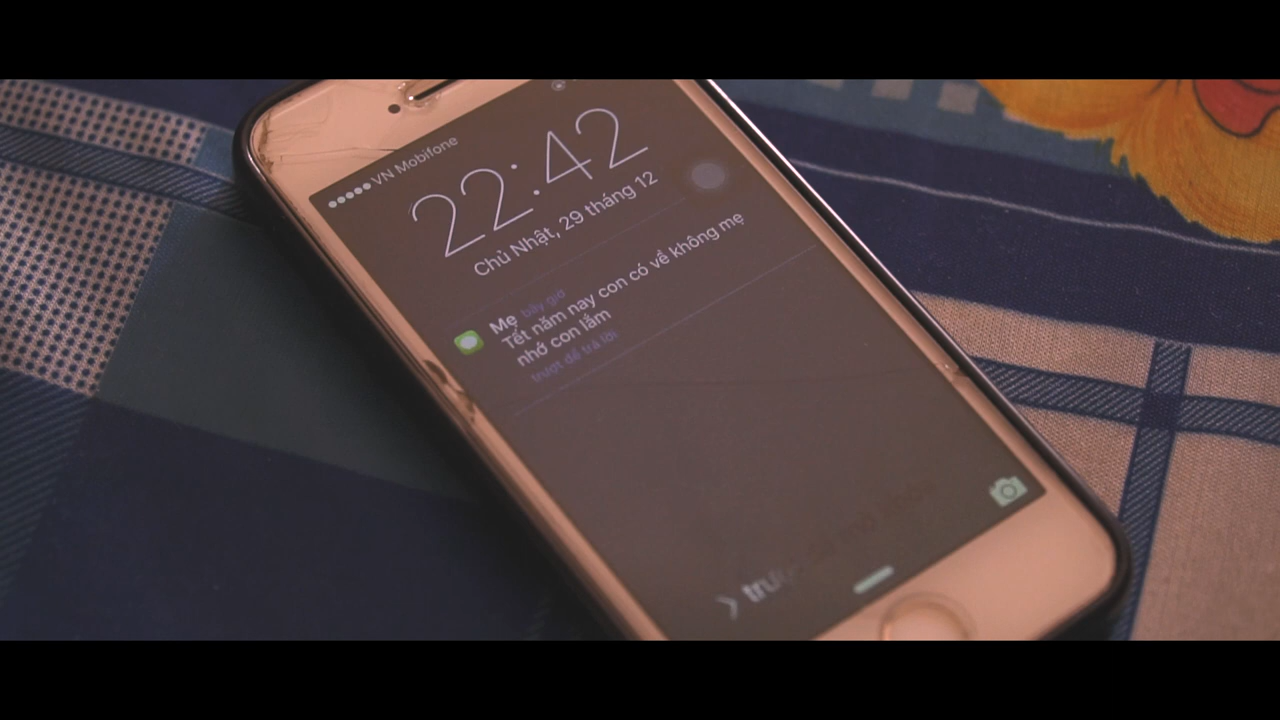 VN Mobifone
22:42
Chủ Nhật, 29 tháng 12
Mẹ bây giờ
Tết năm nay con có về không mẹ
nhớ con lắm
trượt để trả lời